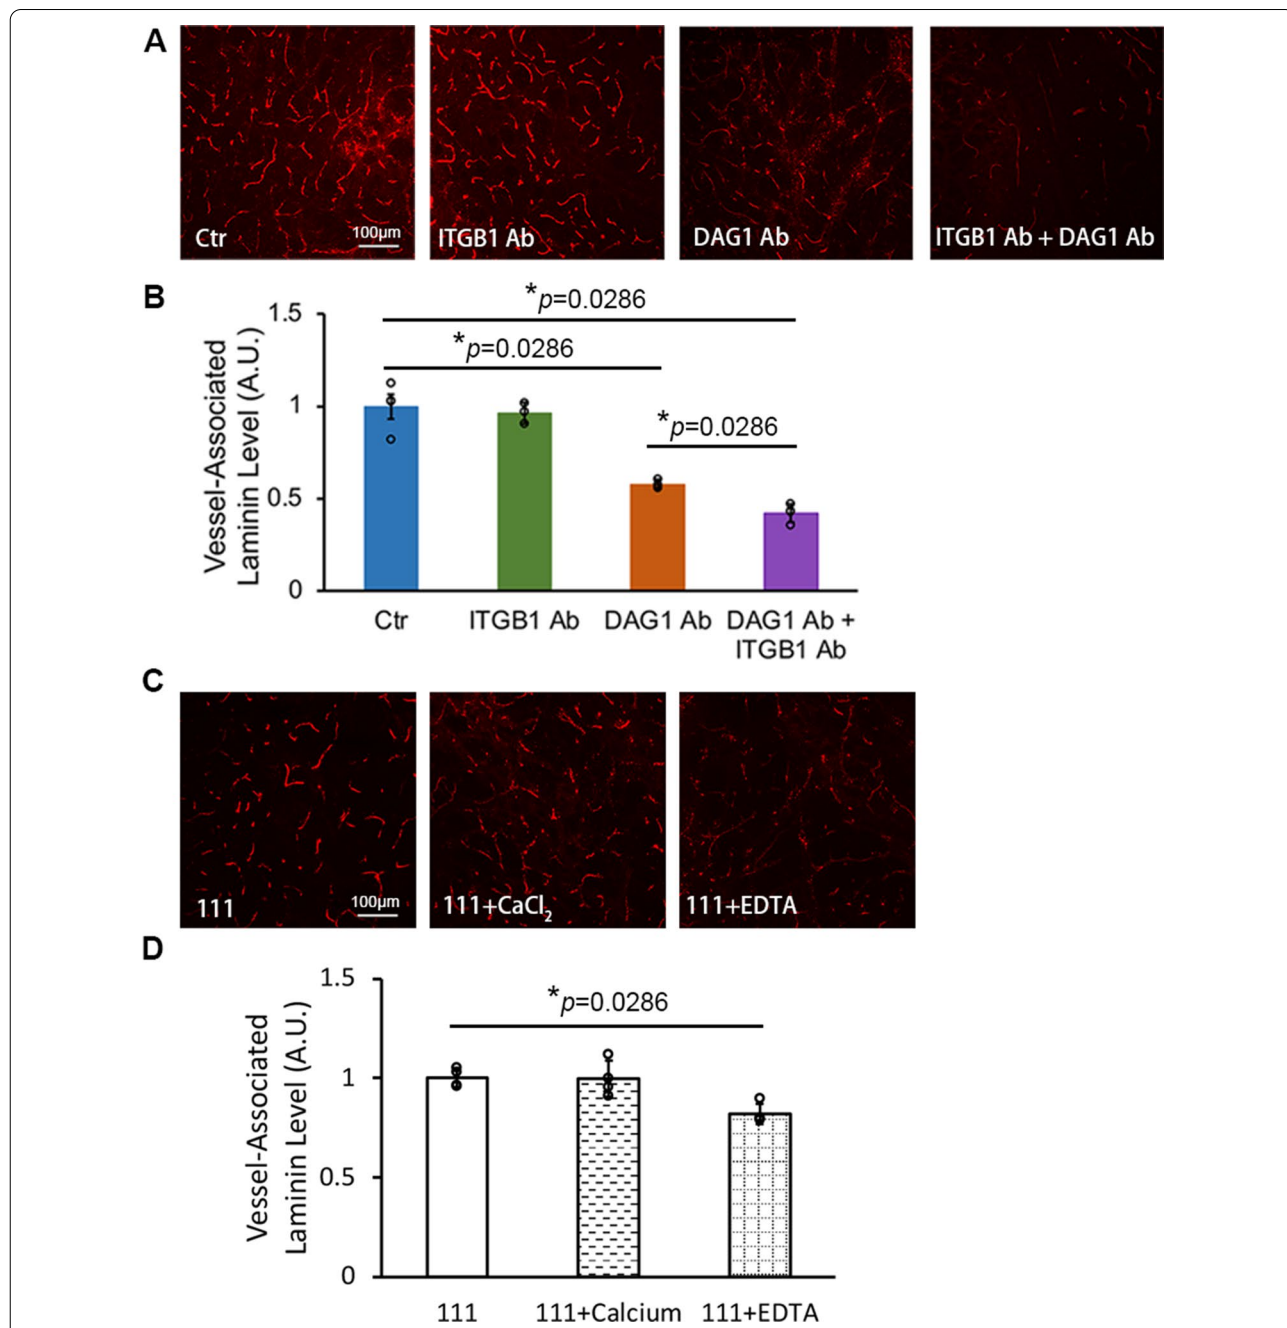 A
Ctr
100µm
ITGB1 Ab
DAG1 Ab
ITGB1 Ab + DAG1 Ab
B
Vessel-Associated
Laminin Level (A.U.)
1.5
1
0.5
0
*p=0.0286
*p=0.0286
*p=0.0286
Ctr
ITGB1 Ab
DAG1 Ab
DAG1 Ab +
ITGB1 Ab
C
111
100µm
111+CaCl₂
111+EDTA
D
Vessel-Associated
Laminin Level (A.U.)
1.5
1
0.5
0
*p=0.0286
111
111+Calcium
111+EDTA